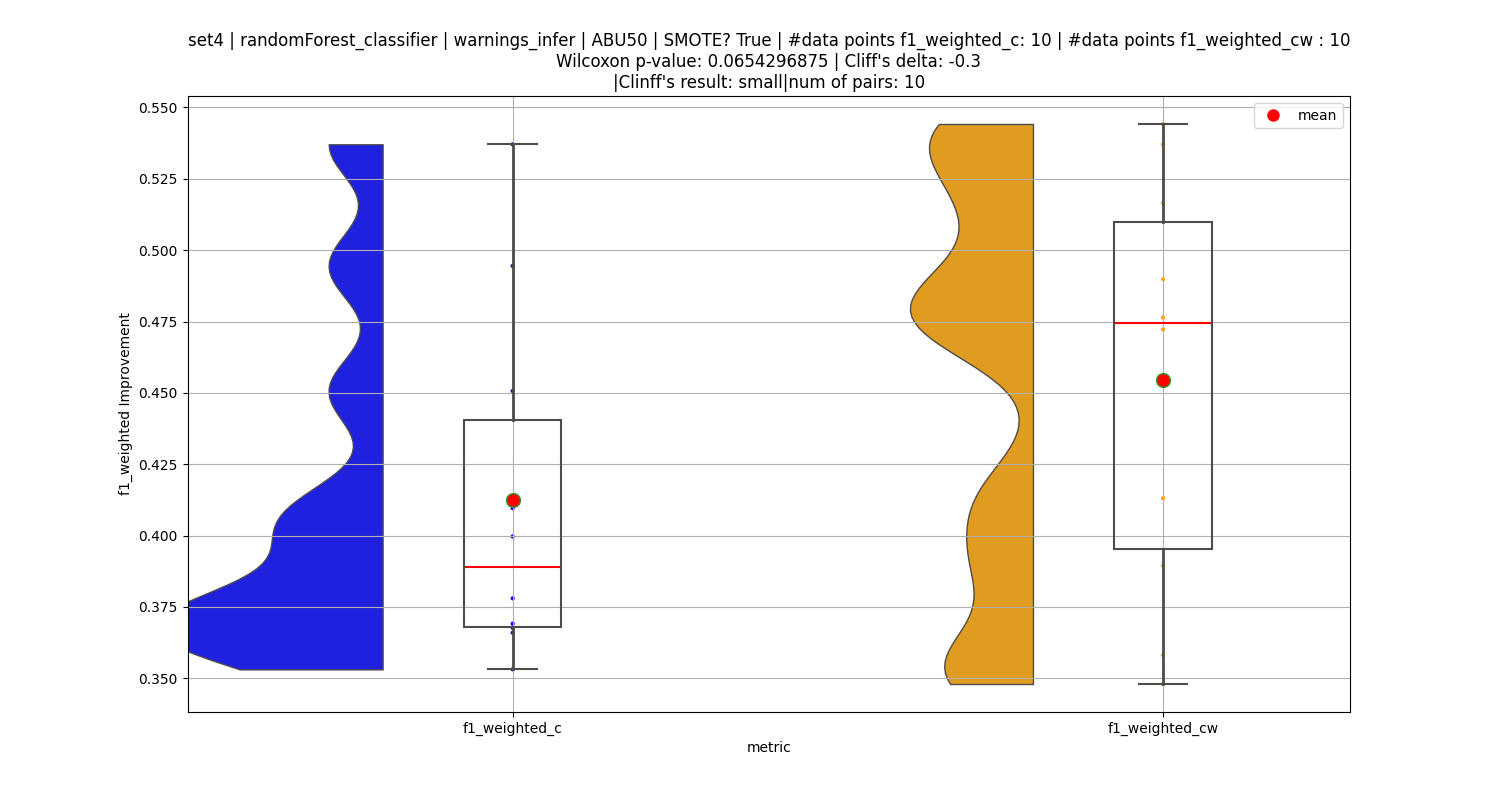 set4 | randomForest_classifier | warnings_infer | ABU50 | SMOTE? True | #data points f1_weighted_c: 10 | #data points f1_weighted_cw : 10
Wilcoxon p-value: 0.0654296875 | Cliff's delta: -0.3
|Clinff's result: small|num of pairs: 10
mean
0.550
0.525
0.500
0.475
0.450
0.425
0.400
0.375
0.350
f1_weighted Improvement
f1_weighted_c
f1_weighted_cw
metric